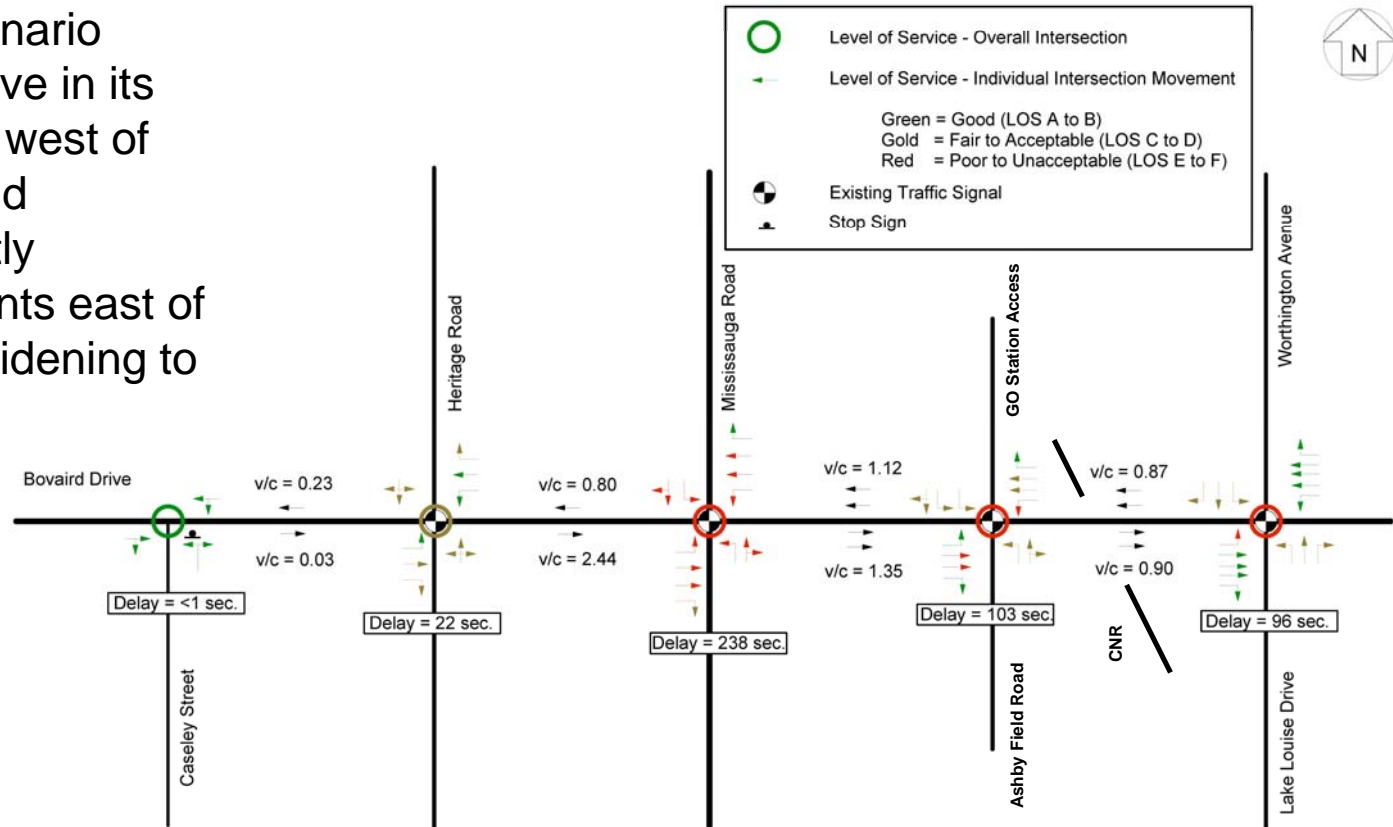 nario
ve in its
west of
d
tly
nts east of
idening to
Level of Service - Overall Intersection
Level of Service - Individual Intersection Movement
Green = Good (LOS A to B)
Gold = Fair to Acceptable (LOS C to D)
Red = Poor to Unacceptable (LOS E to F)
Existing Traffic Signal
Stop Sign
N
Heritage Road
Mississauga Road
GO Station Access
Worthington Avenue
Bovaird Drive
v/c = 0.23
v/c = 0.80
v/c = 1.12
v/c = 0.87
v/c = 0.03
v/c = 2.44
v/c = 1.35
v/c = 0.90
Delay = <1 sec.
Delay = 22 sec.
Delay = 238 sec.
Delay = 103 sec.
Delay = 96 sec.
Caseley Street
Ashby Field Road
CNR
Lake Louise Drive